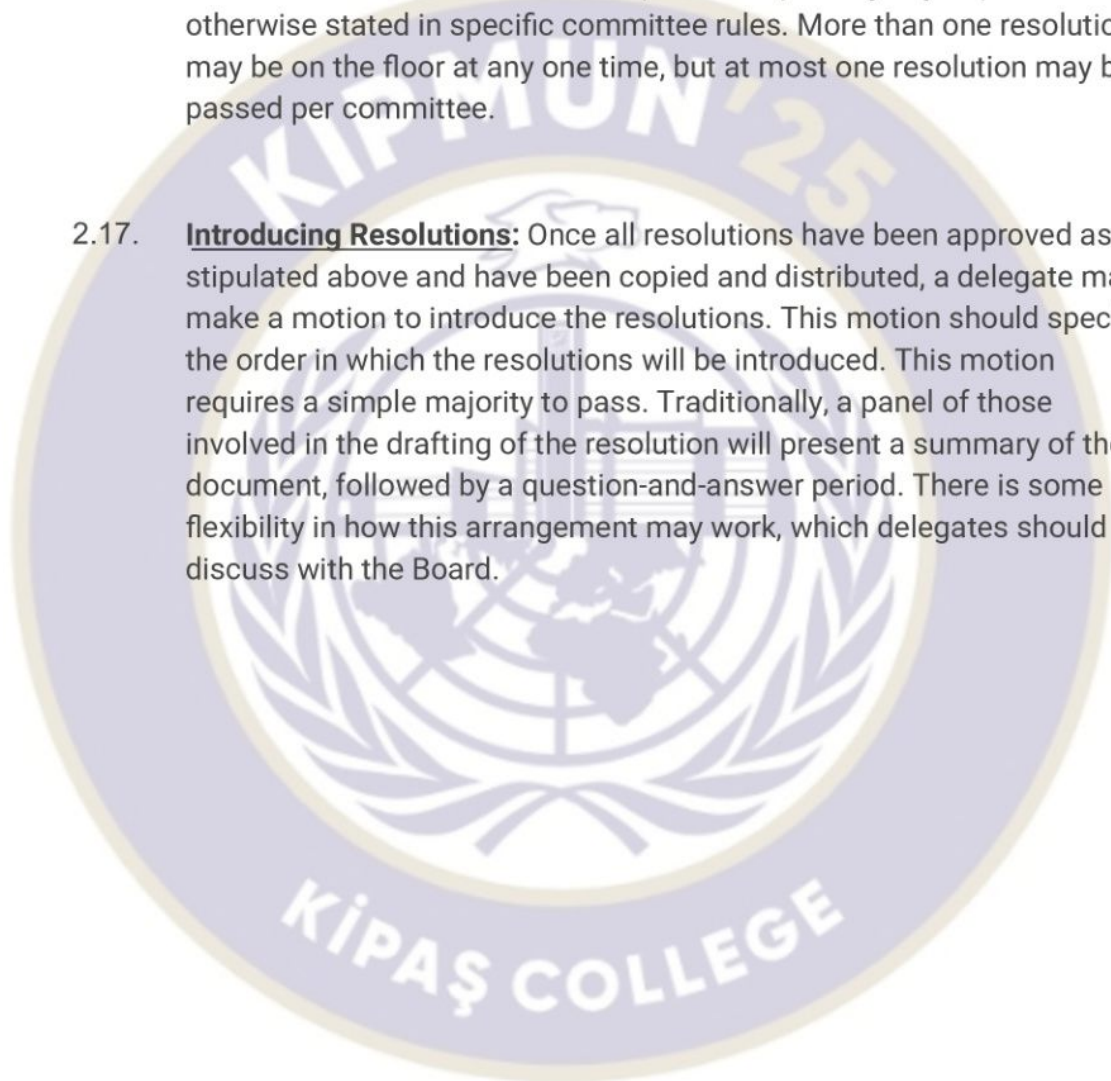 otherwise stated in specific committee rules. More than one resolutio
may be on the floor at any one time, but at most one resolution may b
passed per committee.
2.17. Introducing Resolutions: Once all resolutions have been approved as
stipulated above and have been copied and distributed, a delegate ma
make a motion to introduce the resolutions. This motion should spec
the order in which the resolutions will be introduced. This motion
requires a simple majority to pass. Traditionally, a panel of those
involved in the drafting of the resolution will present a summary of th
document, followed by a question-and-answer period. There is some
flexibility in how this arrangement may work, which delegates should
discuss with the Board.
KIPMUN '25
KİPAŞ COLLEGE